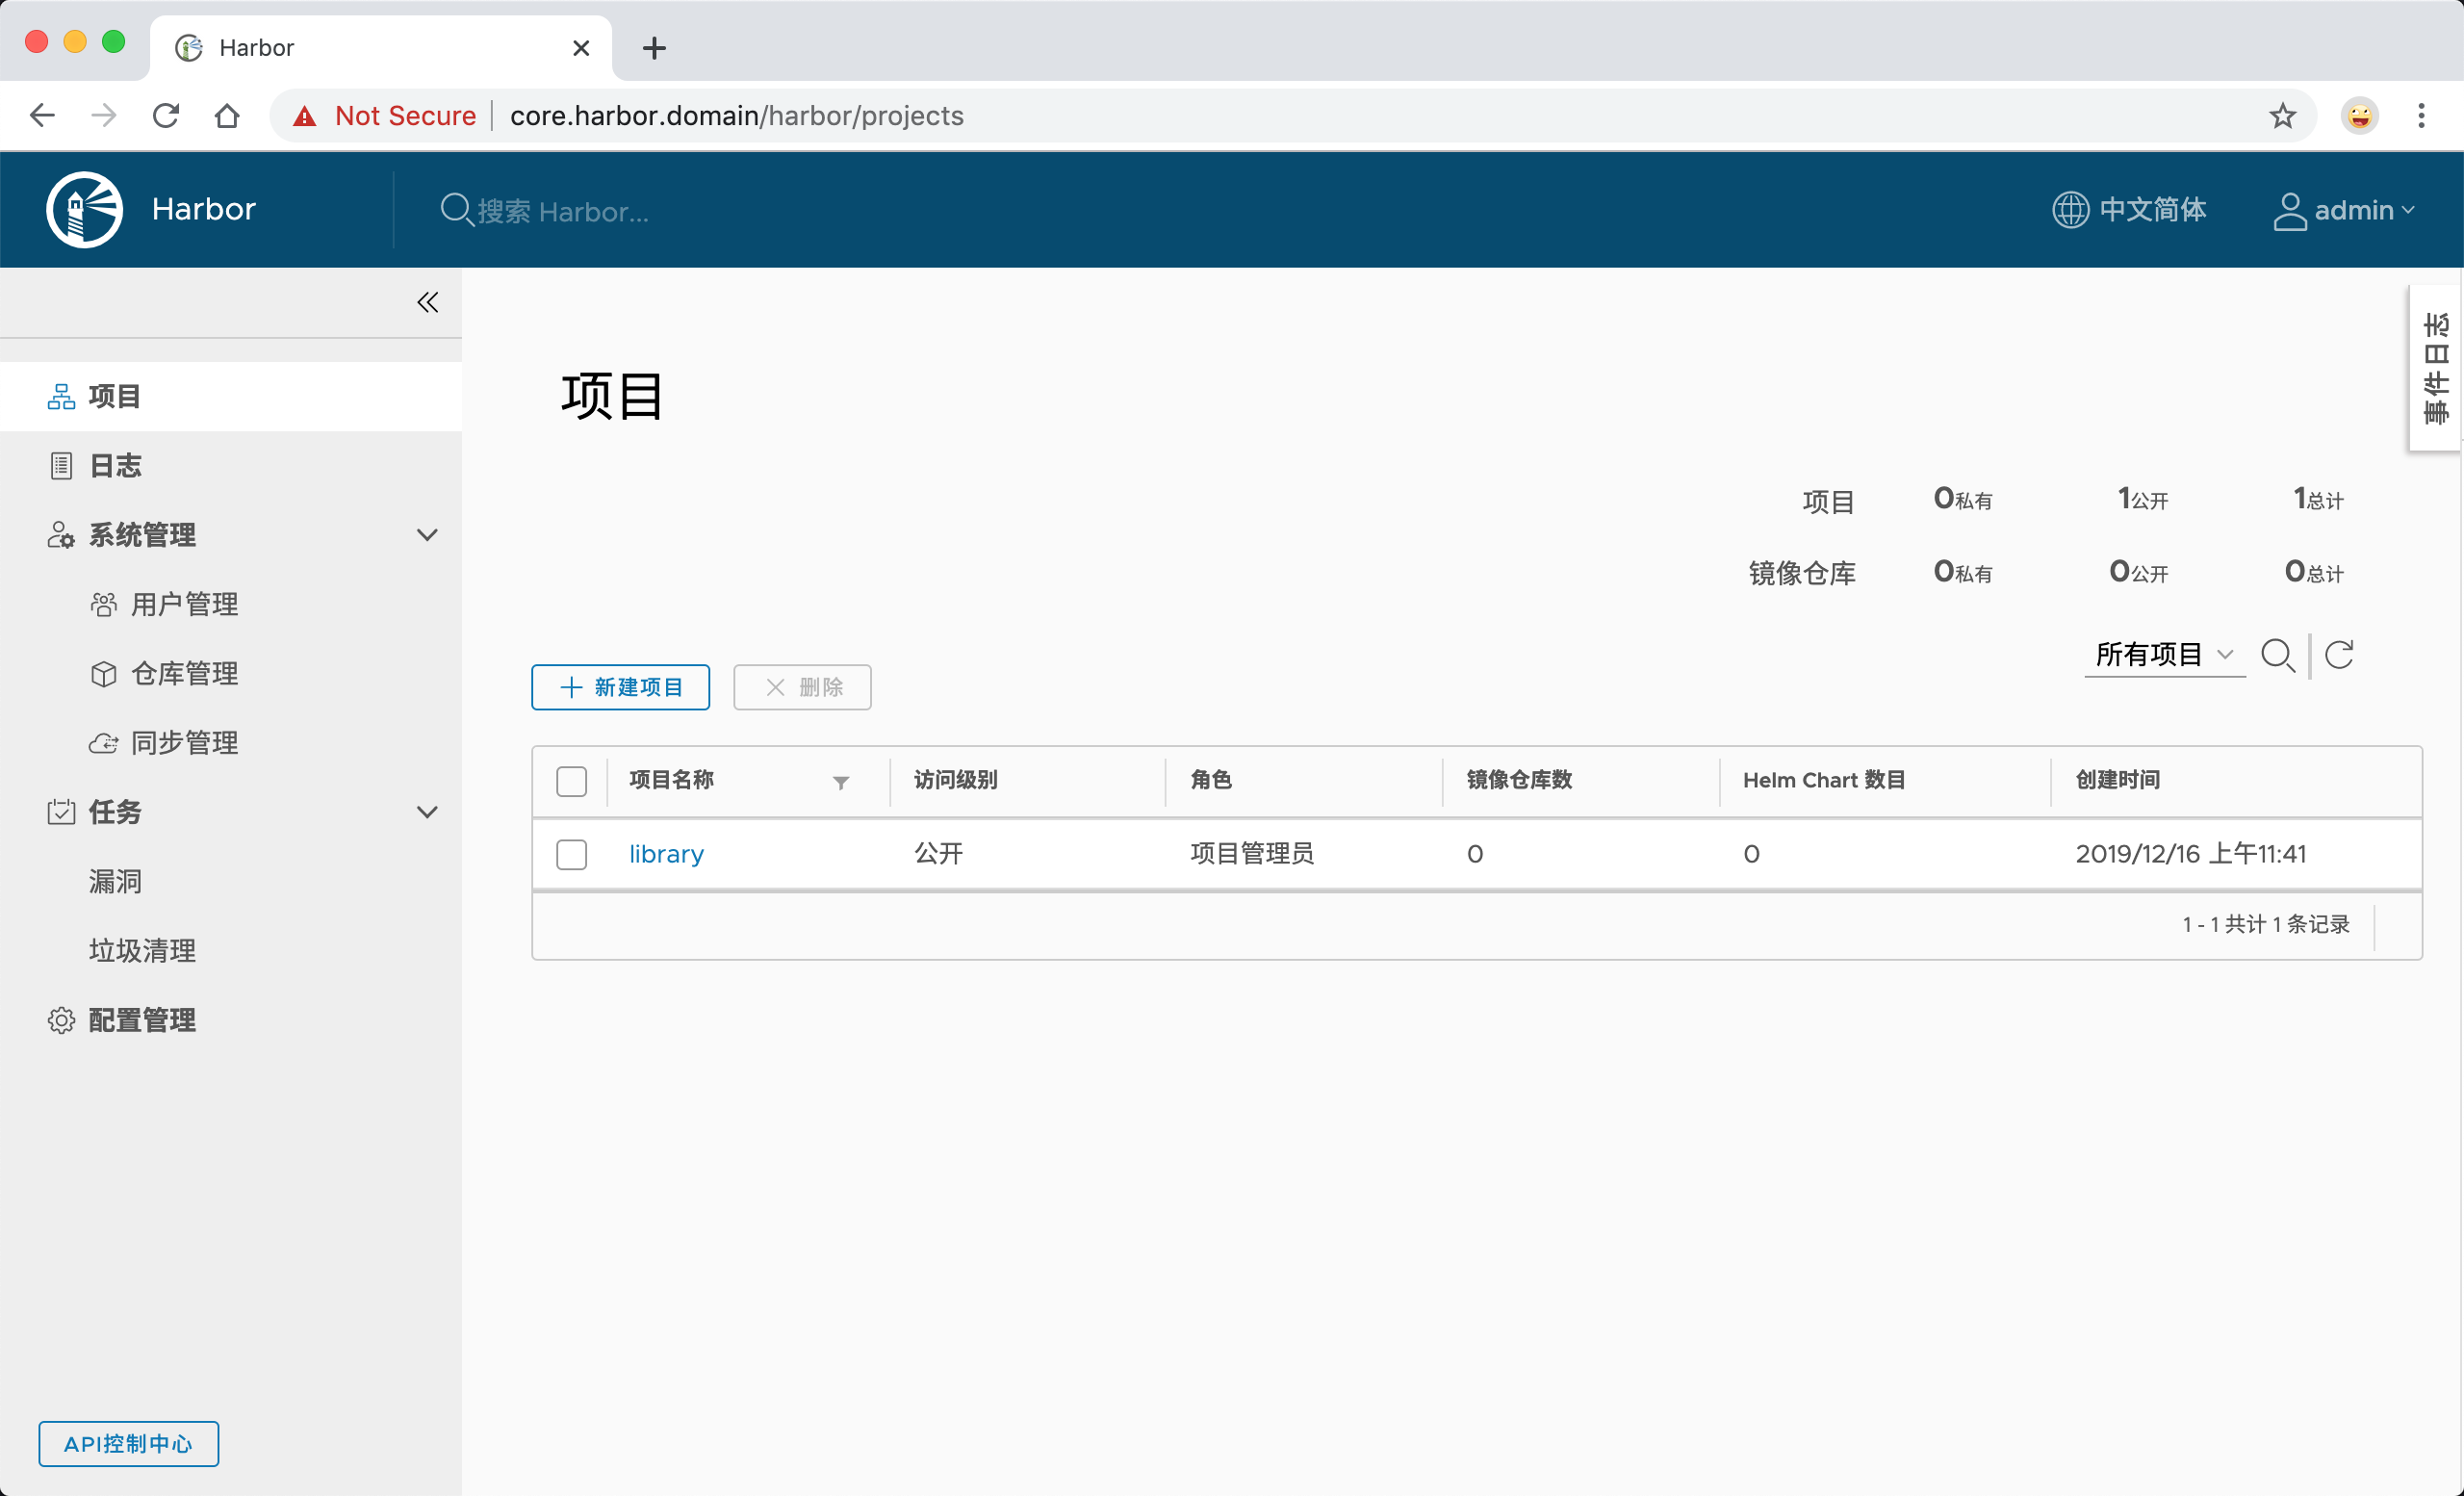 Harbor
Not Secure
core.harbor.domain/harbor/projects
Harbor
搜索 Harbor...
中文简体
admin
项目
日志
系统管理
用户管理
仓库管理
同步管理
任务
漏洞
垃圾清理
配置管理
API控制中心
事件日志
项目
项目 0私有 1公开 1总计
镜像仓库 0私有 0公开 0总计
所有项目
新建项目 删除
项目名称 访问级别 角色 镜像仓库数 Helm Chart 数目 创建时间
library 公开 项目管理员 0 0 2019/12/16 上午11:41
1 - 1 共计 1 条记录